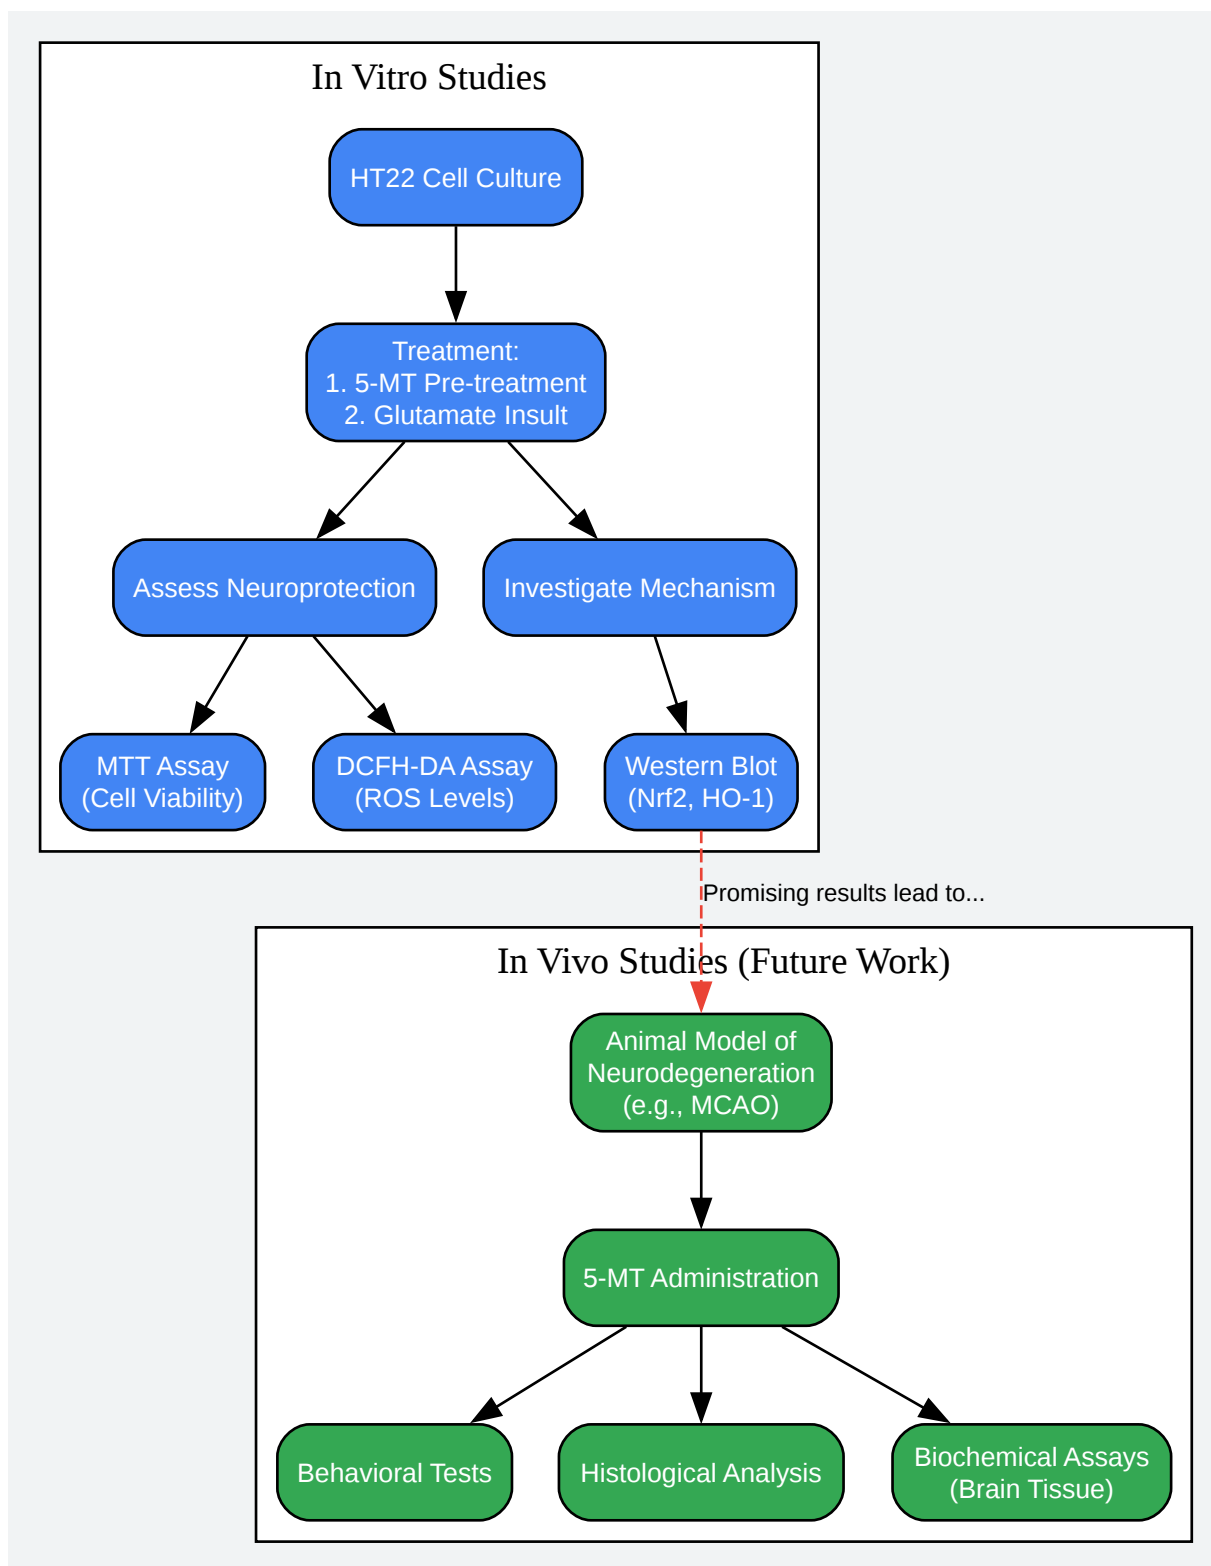 In Vitro Studies
HT22 Cell Culture
Treatment:
1. 5-MT Pre-treatment
2. Glutamate Insult
Assess Neuroprotection
Investigate Mechanism
MTT Assay
(Cell Viability)
DCFH-DA Assay
(ROS Levels)
Western Blot
(Nrf2, HO-1)
Promising results lead to...
In Vivo Studies (Future Work)
Animal Model of
Neurodegeneration
(e.g., MCAO)
5-MT Administration
Behavioral Tests
Histological Analysis
Biochemical Assays
(Brain Tissue)